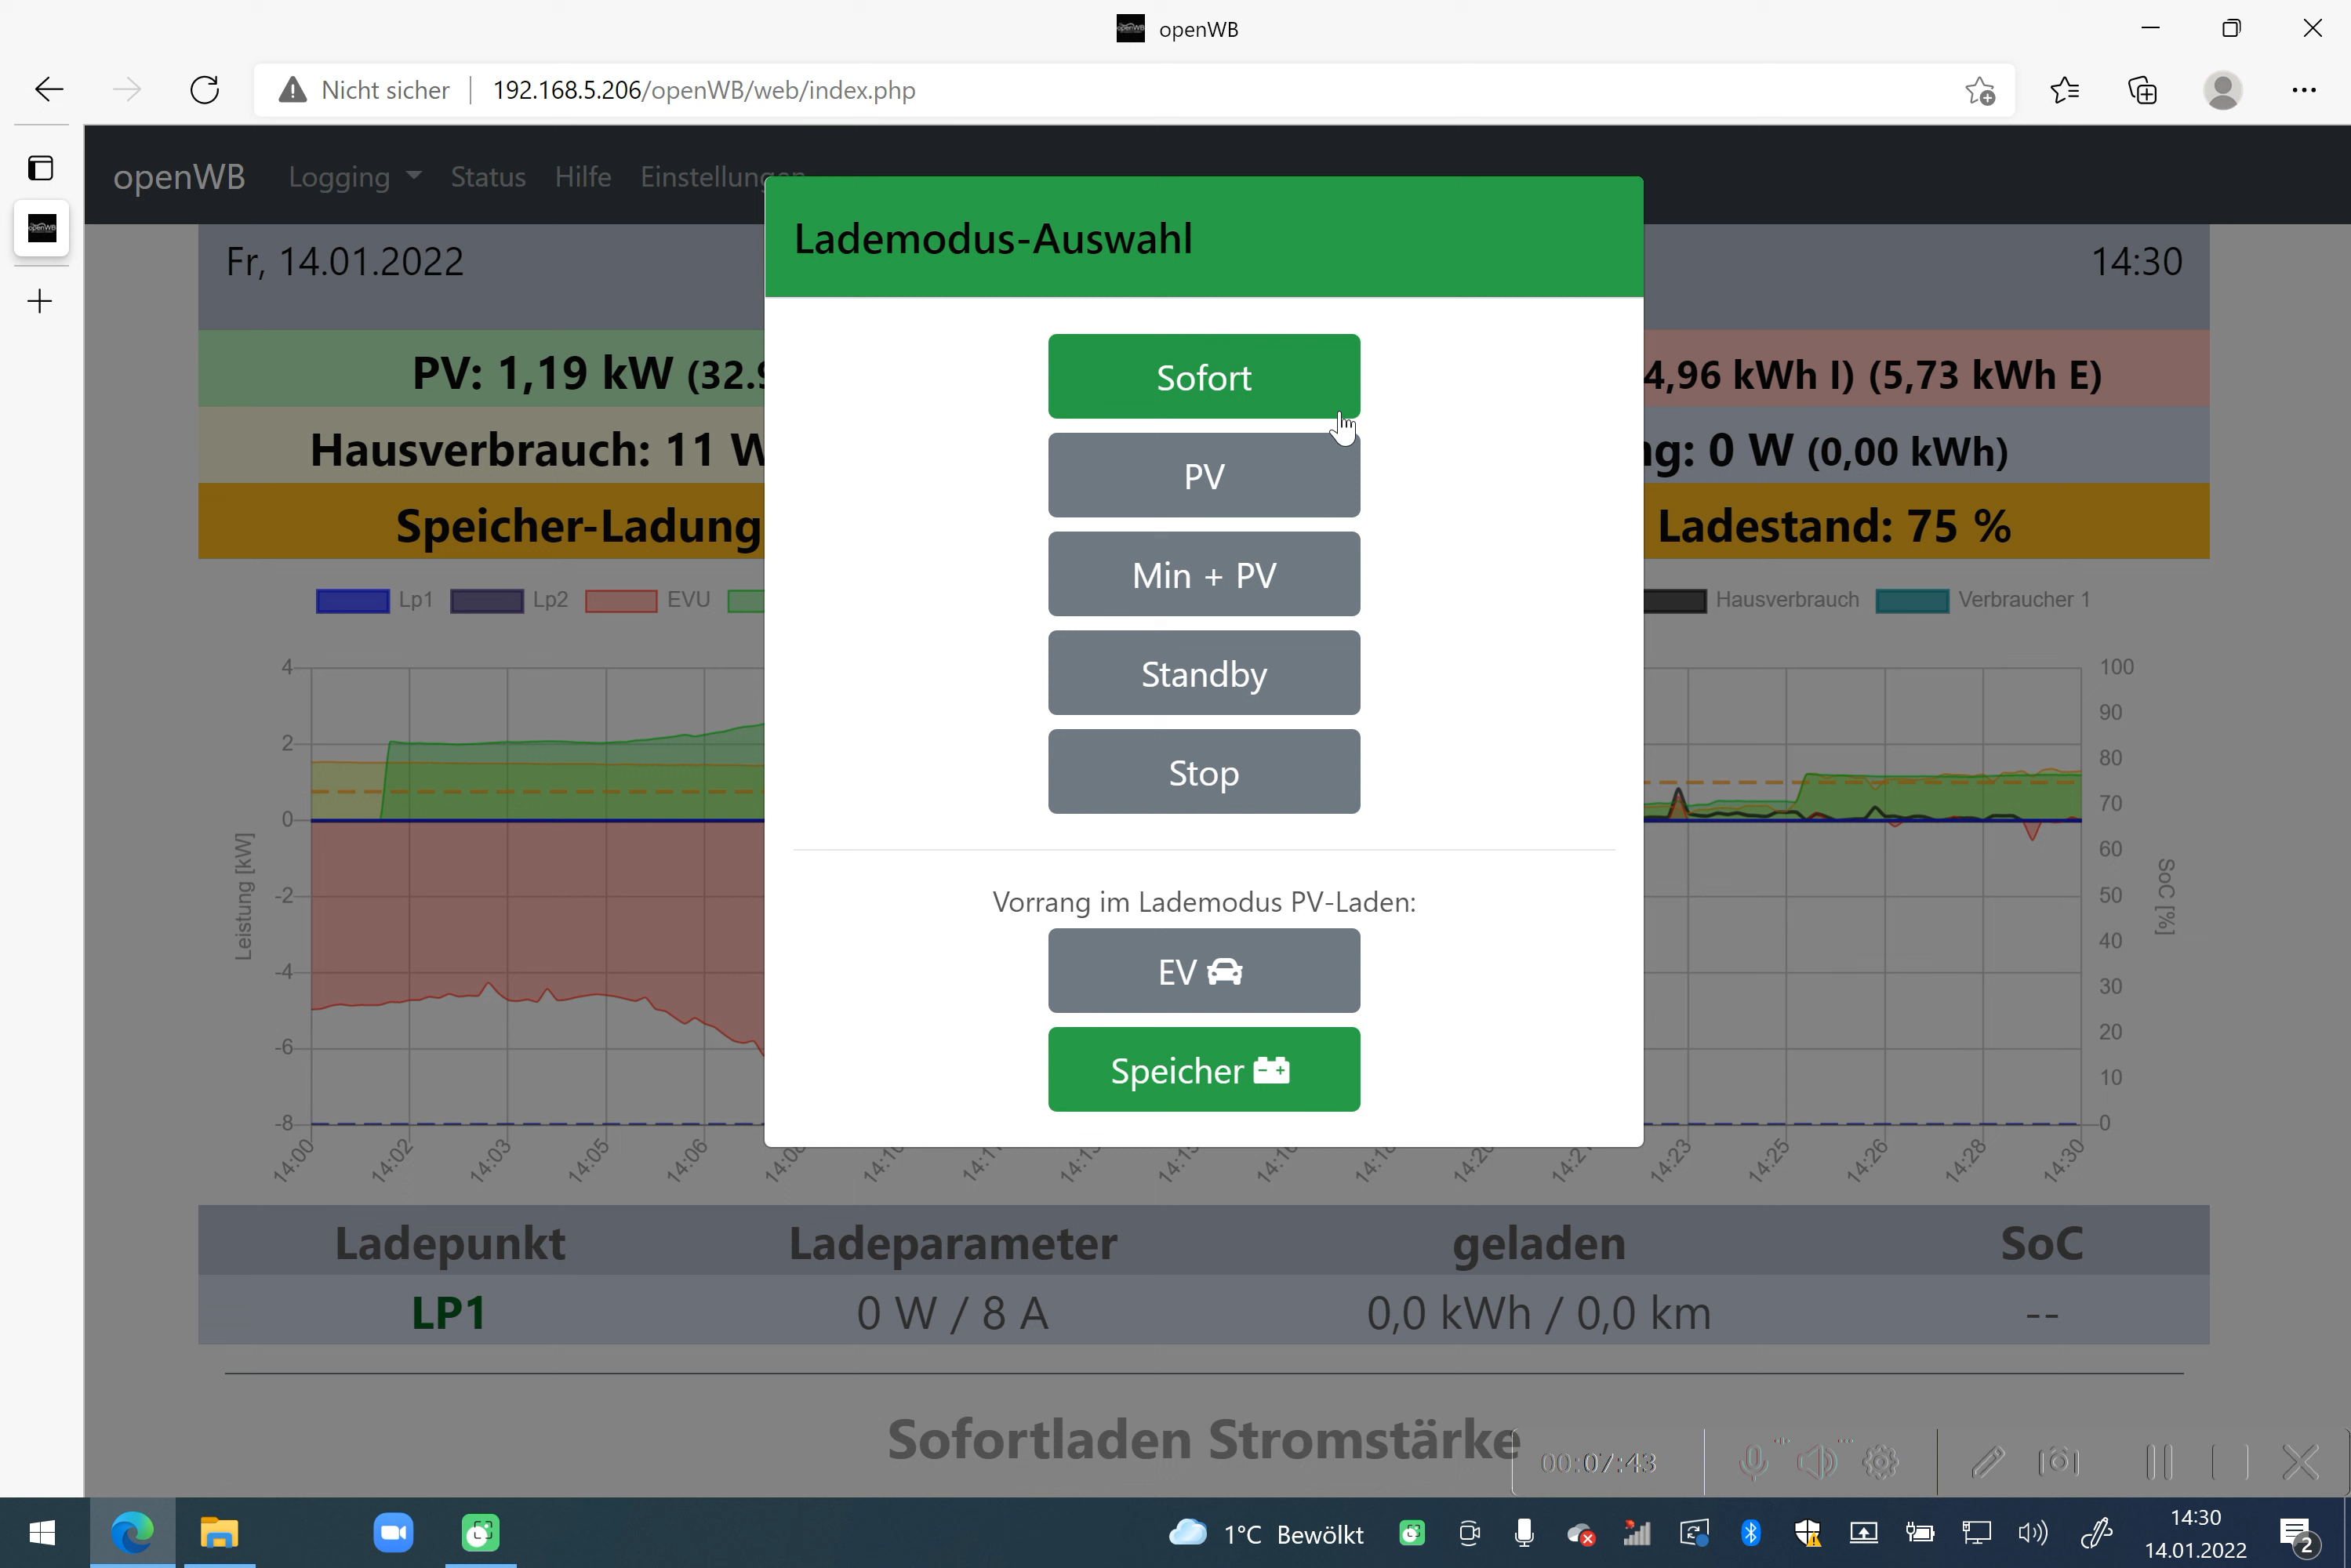 openWB
Nicht sicher 192.168.5.206/openWB/web/index.php
openWB Logging Status Hilfe
Lademodus-Auswahl
Fr, 14.01.2022 14:30
Sofort
PV: 1,19 kW 4,96 kWh I) (5,73 kWh E)
Hausverbrauch: 11 W 0 W (0,00 kWh)
PV
Speicher-Ladung Ladestand: 75 %
Min + PV
Lp1 Lp2 EVU Hausverbrauch Verbraucher 1
Standby
Stop
Vorrang im Lademodus PV-Laden:
EV
Speicher
Leistung [kW]
4
2
0
-2
-4
-6
-8
100
90
80
70
60
50
40
30
20
10
0
SoC [%]
14:00 14:02 14:03 14:05 14:06 14:23 14:25 14:26 14:28 14:30
Ladepunkt Ladeparameter geladen SoC
LP1 0 W / 8 A 0,0 kWh / 0,0 km --
Sofortladen Stromstärke
00:07:43
1°C Bewölkt
14:30
14.01.2022
2